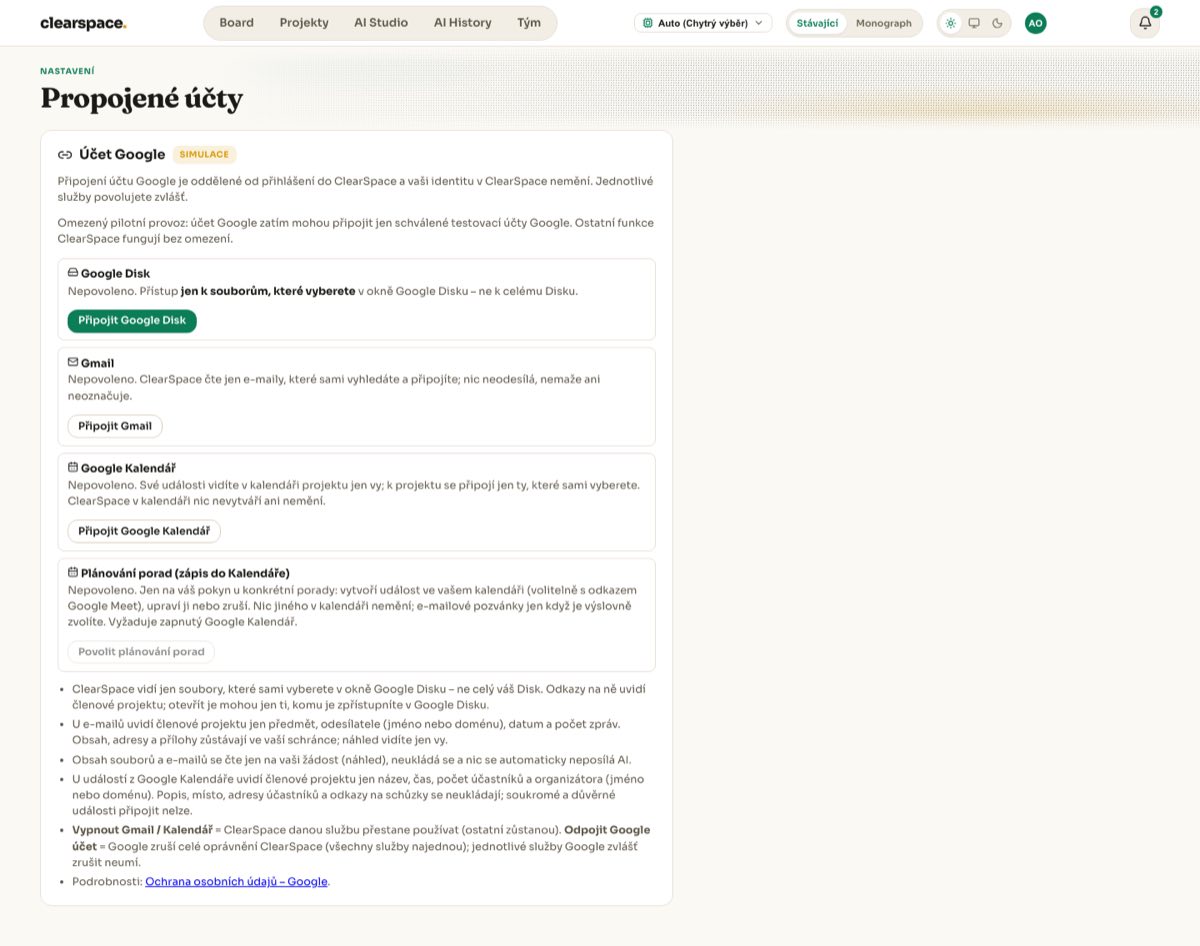 clearspace.
Board Projekty AI Studio AI History Tým
Auto (Chytrý výběr)
Stávající Monograph
AO
2
NASTAVENÍ
Propojené účty
Účet Google SIMULACE
Připojení účtu Google je oddělené od přihlášení do ClearSpace a vaši identitu v ClearSpace nemění. Jednotlivé
služby povolujete zvlášť.
Omezený pilotní provoz: účet Google zatím mohou připojit jen schválené testovací účty Google. Ostatní funkce
ClearSpace fungují bez omezení.
Google Disk
Nepovoleno. Přístup jen k souborům, které vyberete v okně Google Disku – ne k celému Disku.
Připojit Google Disk
Gmail
Nepovoleno. ClearSpace čte jen e-maily, které sami vyhledáte a připojíte; nic neodesílá, nemaže ani
neoznačuje.
Připojit Gmail
Google Kalendář
Nepovoleno. Své události vidíte v kalendáři projektu jen vy; k projektu se připojí jen ty, které sami vyberete.
ClearSpace v kalendáři nic nevytváří ani nemění.
Připojit Google Kalendář
Plánování porad (zápis do Kalendáře)
Nepovoleno. Jen na váš pokyn u konkrétní porady: vytvoří událost ve vašem kalendáři (volitelně s odkazem
Google Meet), upraví ji nebo zruší. Nic jiného v kalendáři nemění; e-mailové pozvánky jen když je výslovně
zvolíte. Vyžaduje zapnutý Google Kalendář.
Povolit plánování porad
• ClearSpace vidí jen soubory, které sami vyberete v okně Google Disku – ne celý váš Disk. Odkazy na ně uvidí
členové projektu; otevřít je mohou jen ti, komu je zpřístupníte v Google Disku.
• U e-mailů uvidí členové projektu jen předmět, odesílatele (jméno nebo doménu), datum a počet zpráv.
Obsah, adresy a přílohy zůstávají ve vaší schránce; náhled vidíte jen vy.
• Obsah souborů a e-mailů se čte jen na vaši žádost (náhled), neukládá se a nic se automaticky neposílá AI.
• U událostí z Google Kalendáře uvidí členové projektu jen název, čas, počet účastníků a organizátora (jméno
nebo doménu). Popis, místo, adresy účastníků a odkazy na schůzky se neukládají; soukromé a důvěrné
události připojit nelze.
• Vypnout Gmail / Kalendář = ClearSpace danou službu přestane používat (ostatní zůstanou). Odpojit Google
účet = Google zruší celé oprávnění ClearSpace (všechny služby najednou); jednotlivé služby Google zvlášť
zrušit neumí.
• Podrobnosti: Ochrana osobních údajů – Google.